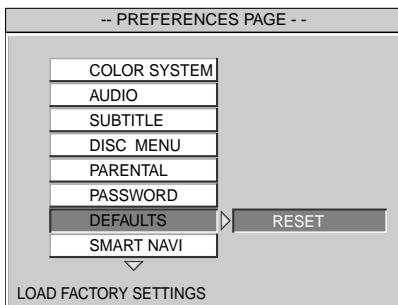 -- PREFERENCES PAGE - -
COLOR SYSTEM
AUDIO
SUBTITLE
DISC MENU
PARENTAL
PASSWORD
DEFAULTS RESET
SMART NAVI
LOAD FACTORY SETTINGS